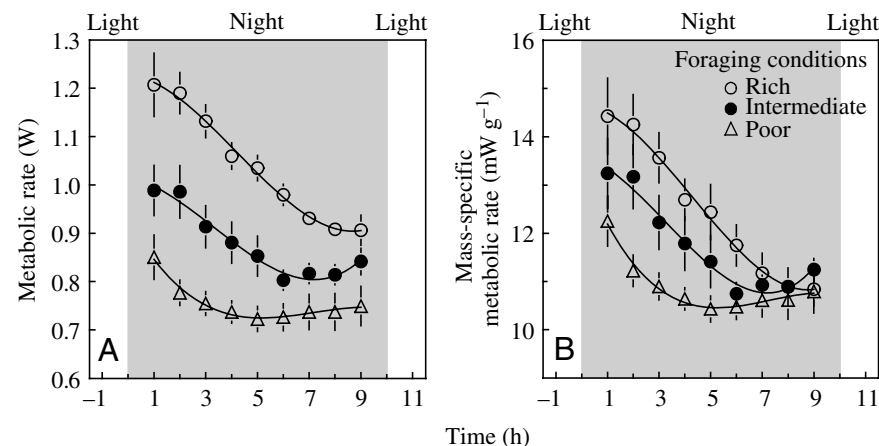 Light Night Light
1.3
1.2
1.1
1.0
0.9
0.8
0.7
0.6
Metabolic rate (W)
A
–1 1 3 5 7 9 11
Light Night Light
16
14
12
10
Mass-specific
metabolic rate (mW g–1)
Foraging conditions
Rich
Intermediate
Poor
B
–1 1 3 5 7 9 11
Time (h)